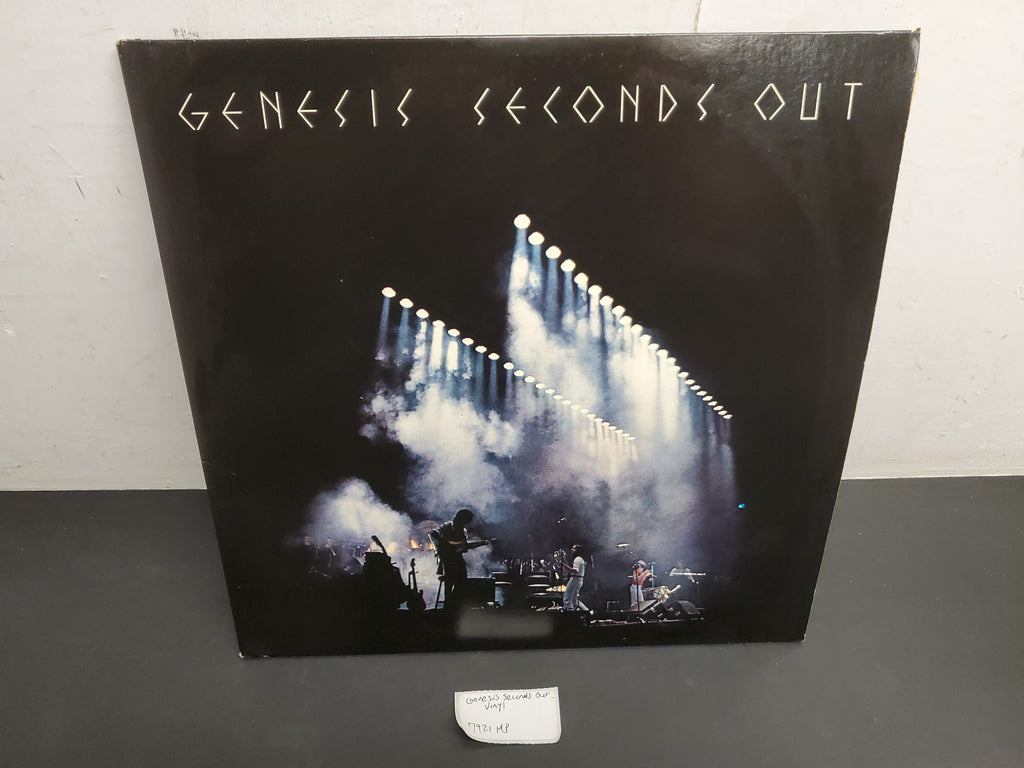 GENESIS SECONDS OUT
Genesis Seconds Out
Vinyl
7921 MP